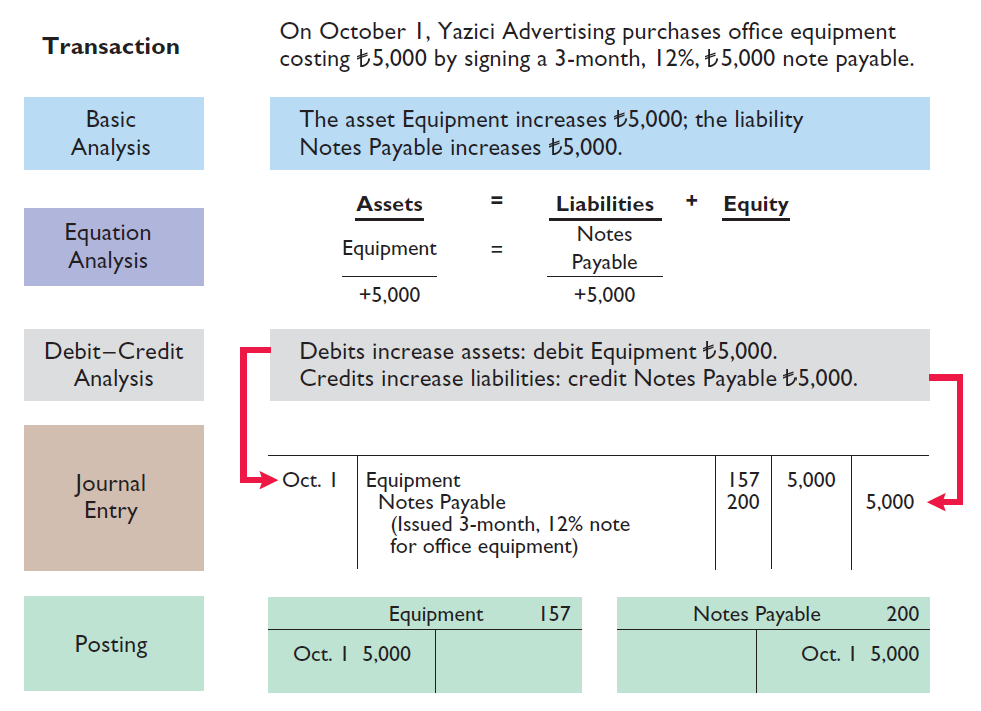 Transaction
On October 1, Yazici Advertising purchases office equipment
costing ₺5,000 by signing a 3-month, 12%, ₺5,000 note payable.
Basic
Analysis
The asset Equipment increases ₺5,000; the liability
Notes Payable increases ₺5,000.
Equation
Analysis
Assets = Liabilities + Equity
Equipment = Notes
Payable
+5,000 +5,000
Debit–Credit
Analysis
Debits increase assets: debit Equipment ₺5,000.
Credits increase liabilities: credit Notes Payable ₺5,000.
Journal
Entry
Oct. 1 Equipment 157 5,000
Notes Payable 200 5,000
(Issued 3-month, 12% note
for office equipment)
Posting
Equipment 157
Oct. 1 5,000
Notes Payable 200
Oct. 1 5,000